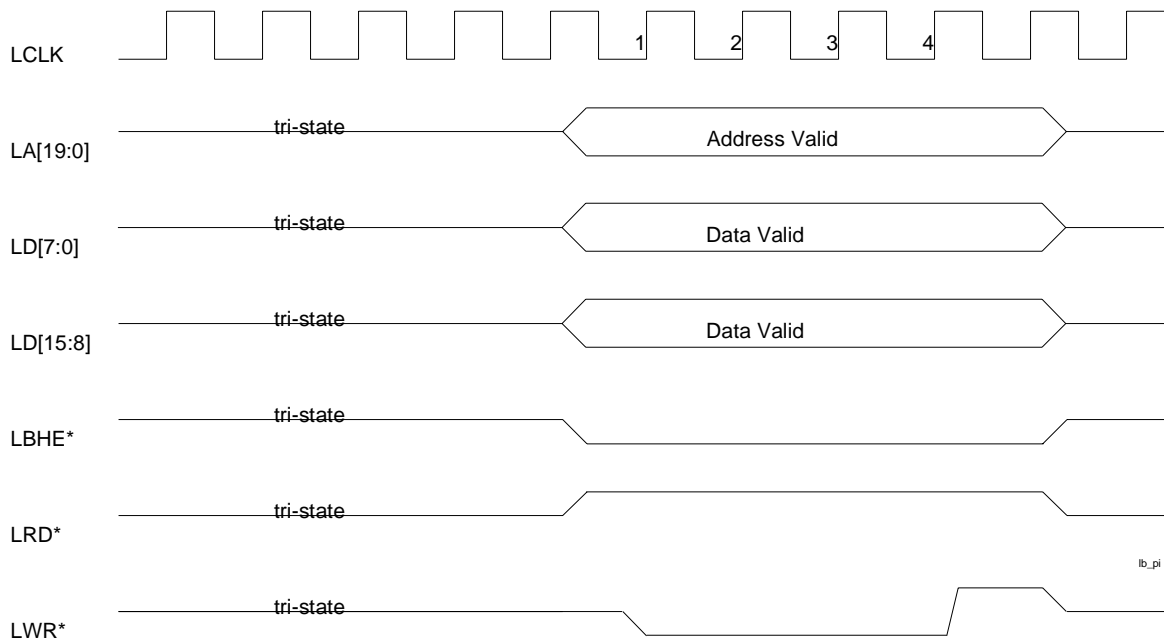 LCLK
1 2 3 4
LA[19:0]
tri-state
Address Valid
LD[7:0]
tri-state
Data Valid
LD[15:8]
tri-state
Data Valid
LBHE*
tri-state
LRD*
tri-state
lb_pi
LWR*
tri-state